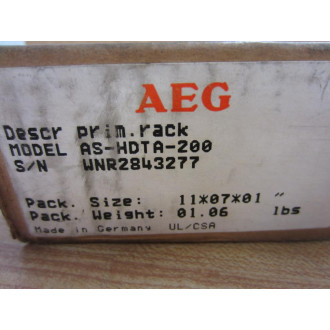 AEG
Descr prim.rack
MODEL AS-HDTA-200
S/N WNR2843277
Pack. Size: 11*07*01 "
Pack. Weight: 01.06 lbs
Made in Germany UL/CSA